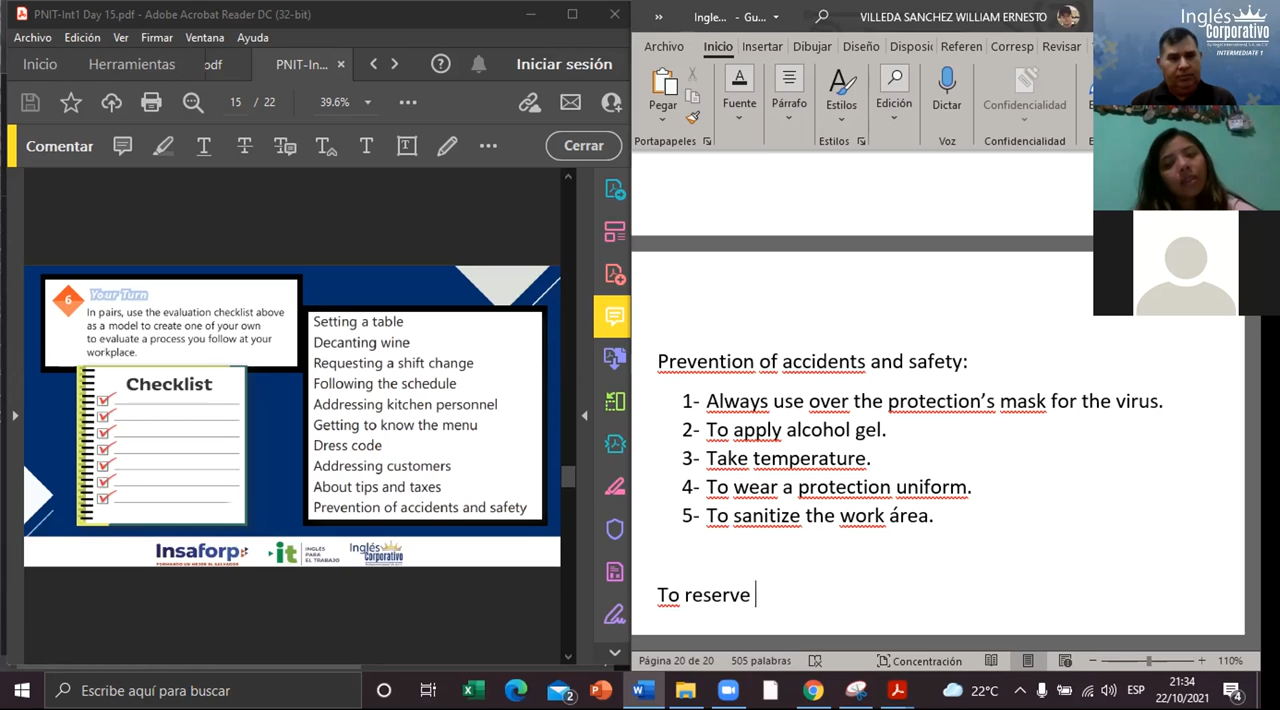 PNIT-Int1 Day 15.pdf - Adobe Acrobat Reader DC (32-bit)
Archivo Edición Ver Firmar Ventana Ayuda
Inicio Herramientas pdf PNIT-In... × Iniciar sesión
15 / 22 39.6%
Comentar Cerrar
6 Your Turn
In pairs, use the evaluation checklist above
as a model to create one of your own
to evaluate a process you follow at your
workplace.
Checklist
Setting a table
Decanting wine
Requesting a shift change
Following the schedule
Addressing kitchen personnel
Getting to know the menu
Dress code
Addressing customers
About tips and taxes
Prevention of accidents and safety
Insaforp
it INGLÉS PARA EL TRABAJO
Inglés Corporativo
» Ingle... - Gu... VILLEDA SANCHEZ WILLIAM ERNESTO
Archivo Inicio Insertar Dibujar Diseño Disposic Referen Corresp Revisar
Pegar Fuente Párrafo Estilos Edición Dictar Confidencialidad
Portapapeles Estilos Voz Confidencialidad
Inglés
Corporativo
INTERMEDIATE 1
Prevention of accidents and safety:
1- Always use over the protection’s mask for the virus.
2- To apply alcohol gel.
3- Take temperature.
4- To wear a protection uniform.
5- To sanitize the work área.
To reserve
Página 20 de 20 505 palabras Concentración 110%
Escribe aquí para buscar 2 22°C ESP 21:34 4
22/10/2021